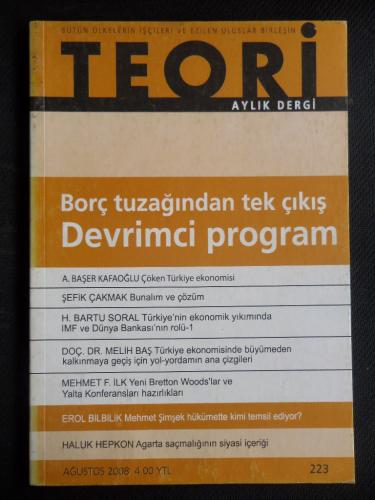 BÜTÜN ÜLKELERİN İŞÇİLERİ VE EZİLEN ULUSLAR BİRLEŞİN
TEORİ
AYLIK DERGİ
Borç tuzağından tek çıkış
Devrimci program
A. BAŞER KAFAOĞLU Çöken Türkiye ekonomisi
ŞEFİK ÇAKMAK Bunalım ve çözüm
H. BARTU SORAL Türkiye'nin ekonomik yıkımında
IMF ve Dünya Bankası'nın rolü-1
DOÇ. DR. MELİH BAŞ Türkiye ekonomisinde büyümeden
kalkınmaya geçiş için yol-yordamın ana çizgileri
MEHMET F. İLK Yeni Bretton Woods'lar ve
Yalta Konferansları hazırlıkları
EROL BİLBİLİK Mehmet Şimşek hükümette kimi temsil ediyor?
HALUK HEPKON Agarta saçmalığının siyasi içeriği
AĞUSTOS 2008 4.00 YTL 223